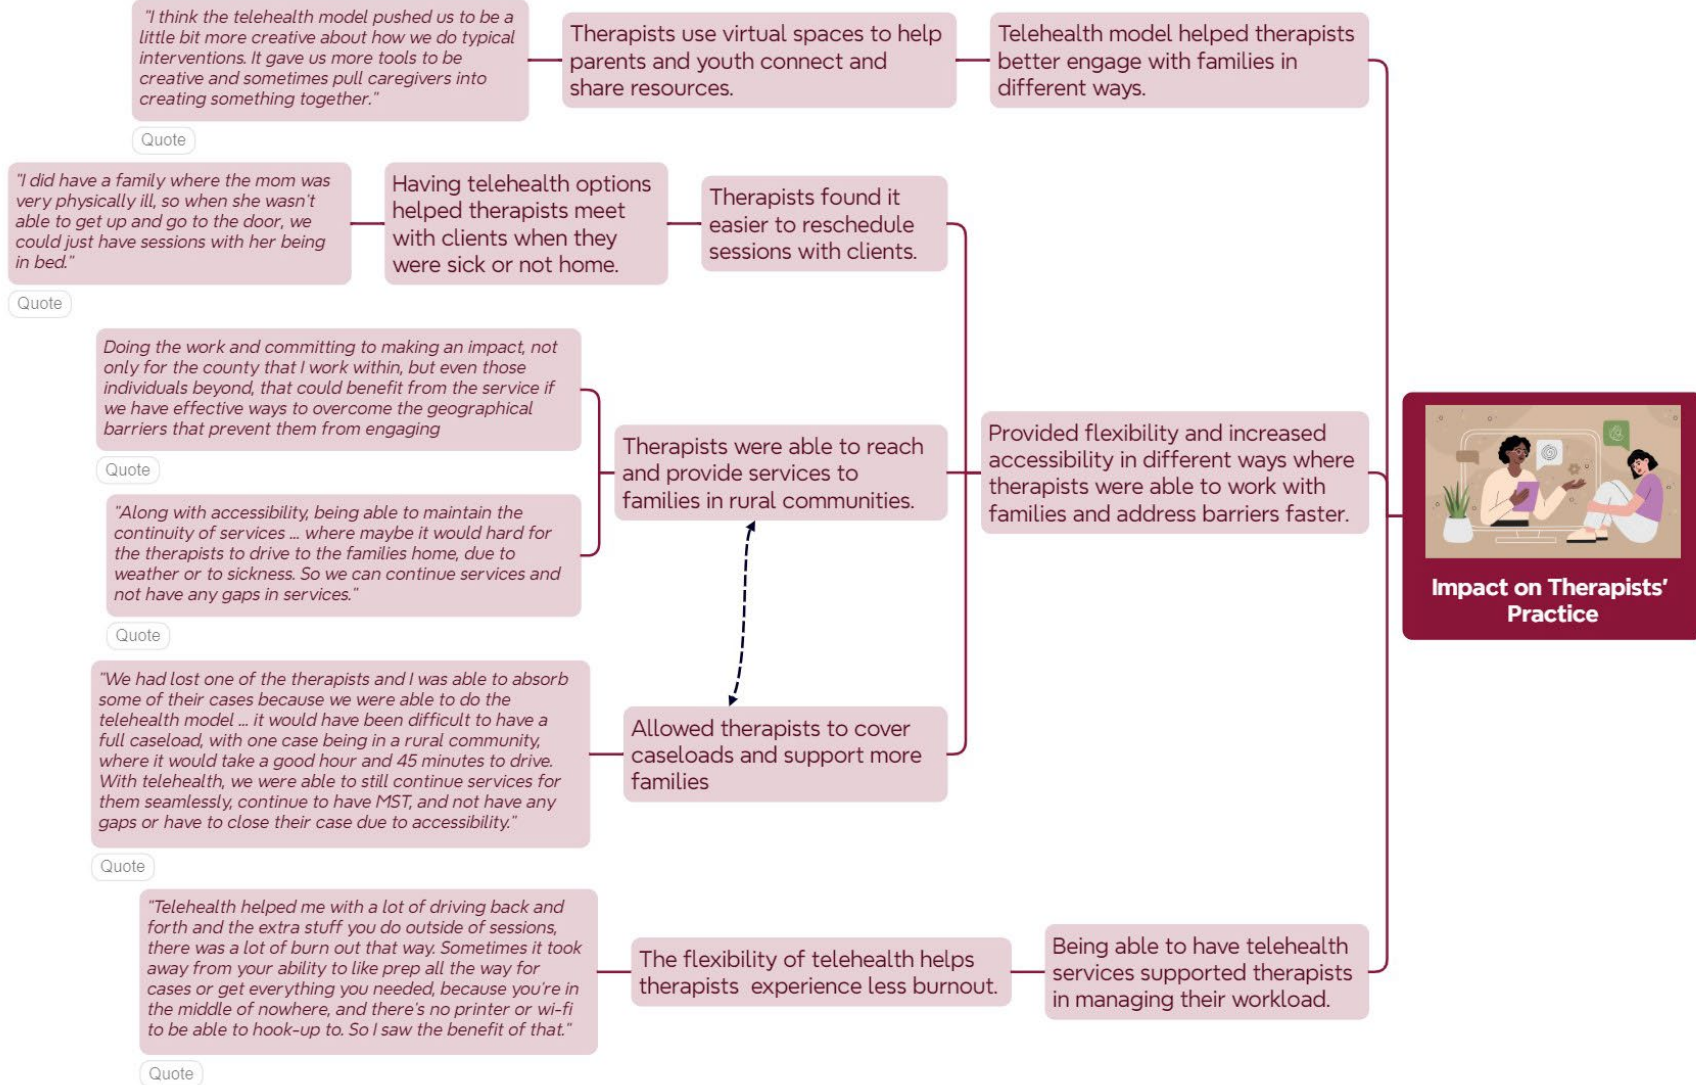 "I think the telehealth model pushed us to be a
little bit more creative about how we do typical
interventions. It gave us more tools to be
creative and sometimes pull caregivers into
creating something together."
Quote
Therapists use virtual spaces to help
parents and youth connect and
share resources.
Telehealth model helped therapists
better engage with families in
different ways.
"I did have a family where the mom was
very physically ill, so when she wasn't
able to get up and go to the door, we
could just have sessions with her being
in bed."
Quote
Having telehealth options
helped therapists meet
with clients when they
were sick or not home.
Therapists found it
easier to reschedule
sessions with clients.
Doing the work and committing to making an impact, not
only for the county that I work within, but even those
individuals beyond, that could benefit from the service if
we have effective ways to overcome the geographical
barriers that prevent them from engaging
Quote
"Along with accessibility, being able to maintain the
continuity of services ... where maybe it would hard for
the therapists to drive to the families home, due to
weather or to sickness. So we can continue services and
not have any gaps in services."
Quote
Therapists were able to reach
and provide services to
families in rural communities.
Provided flexibility and increased
accessibility in different ways where
therapists were able to work with
families and address barriers faster.
"We had lost one of the therapists and I was able to absorb
some of their cases because we were able to do the
telehealth model ... it would have been difficult to have a
full caseload, with one case being in a rural community,
where it would take a good hour and 45 minutes to drive.
With telehealth, we were able to still continue services for
them seamlessly, continue to have MST, and not have any
gaps or have to close their case due to accessibility."
Quote
Allowed therapists to cover
caseloads and support more
families
"Telehealth helped me with a lot of driving back and
forth and the extra stuff you do outside of sessions,
there was a lot of burn out that way. Sometimes it took
away from your ability to like prep all the way for
cases or get everything you needed, because you're in
the middle of nowhere, and there's no printer or wi-fi
to be able to hook-up to. So I saw the benefit of that."
Quote
The flexibility of telehealth helps
therapists experience less burnout.
Being able to have telehealth
services supported therapists
in managing their workload.
Impact on Therapists'
Practice